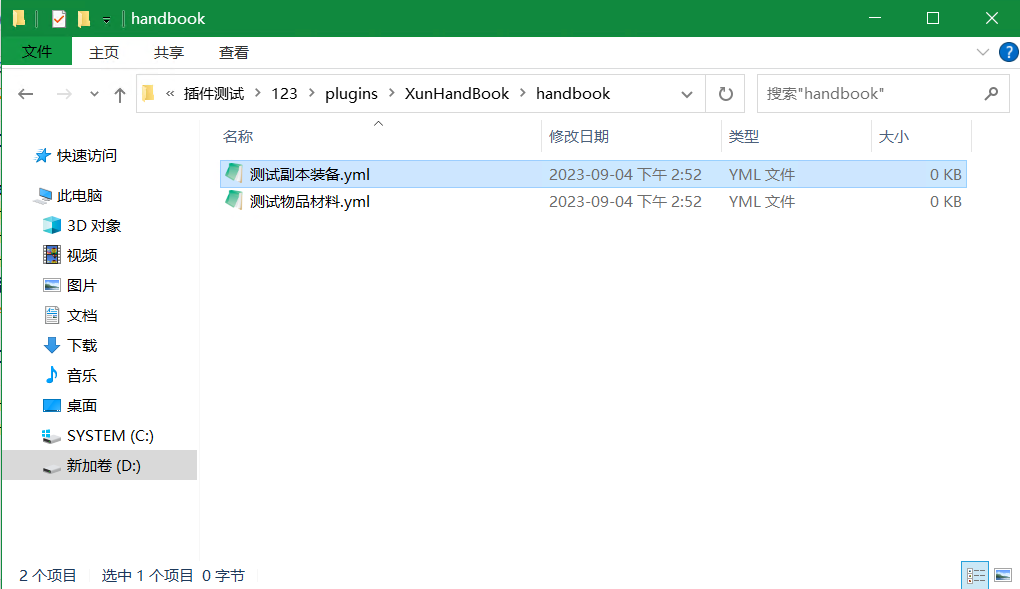 handbook
文件 主页 共享 查看
« 插件测试 > 123 > plugins > XunHandBook > handbook 搜索"handbook"
名称 修改日期 类型 大小
快速访问
测试副本装备.yml 2023-09-04 下午 2:52 YML 文件 0 KB
测试物品材料.yml 2023-09-04 下午 2:52 YML 文件 0 KB
此电脑
3D 对象
视频
图片
文档
下载
音乐
桌面
SYSTEM (C:)
新加卷 (D:)
2 个项目 选中 1 个项目 0 字节